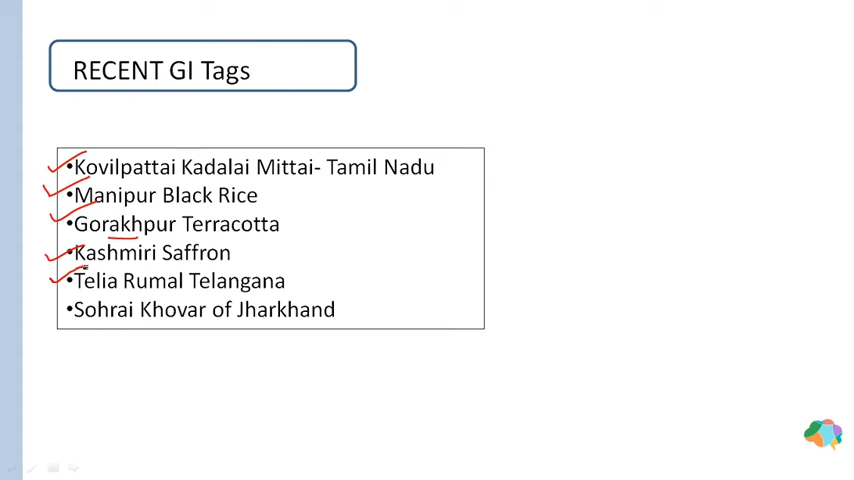 RECENT GI Tags
•Kovilpattai Kadalai Mittai- Tamil Nadu
•Manipur Black Rice
•Gorakhpur Terracotta
•Kashmiri Saffron
•Telia Rumal Telangana
•Sohrai Khovar of Jharkhand